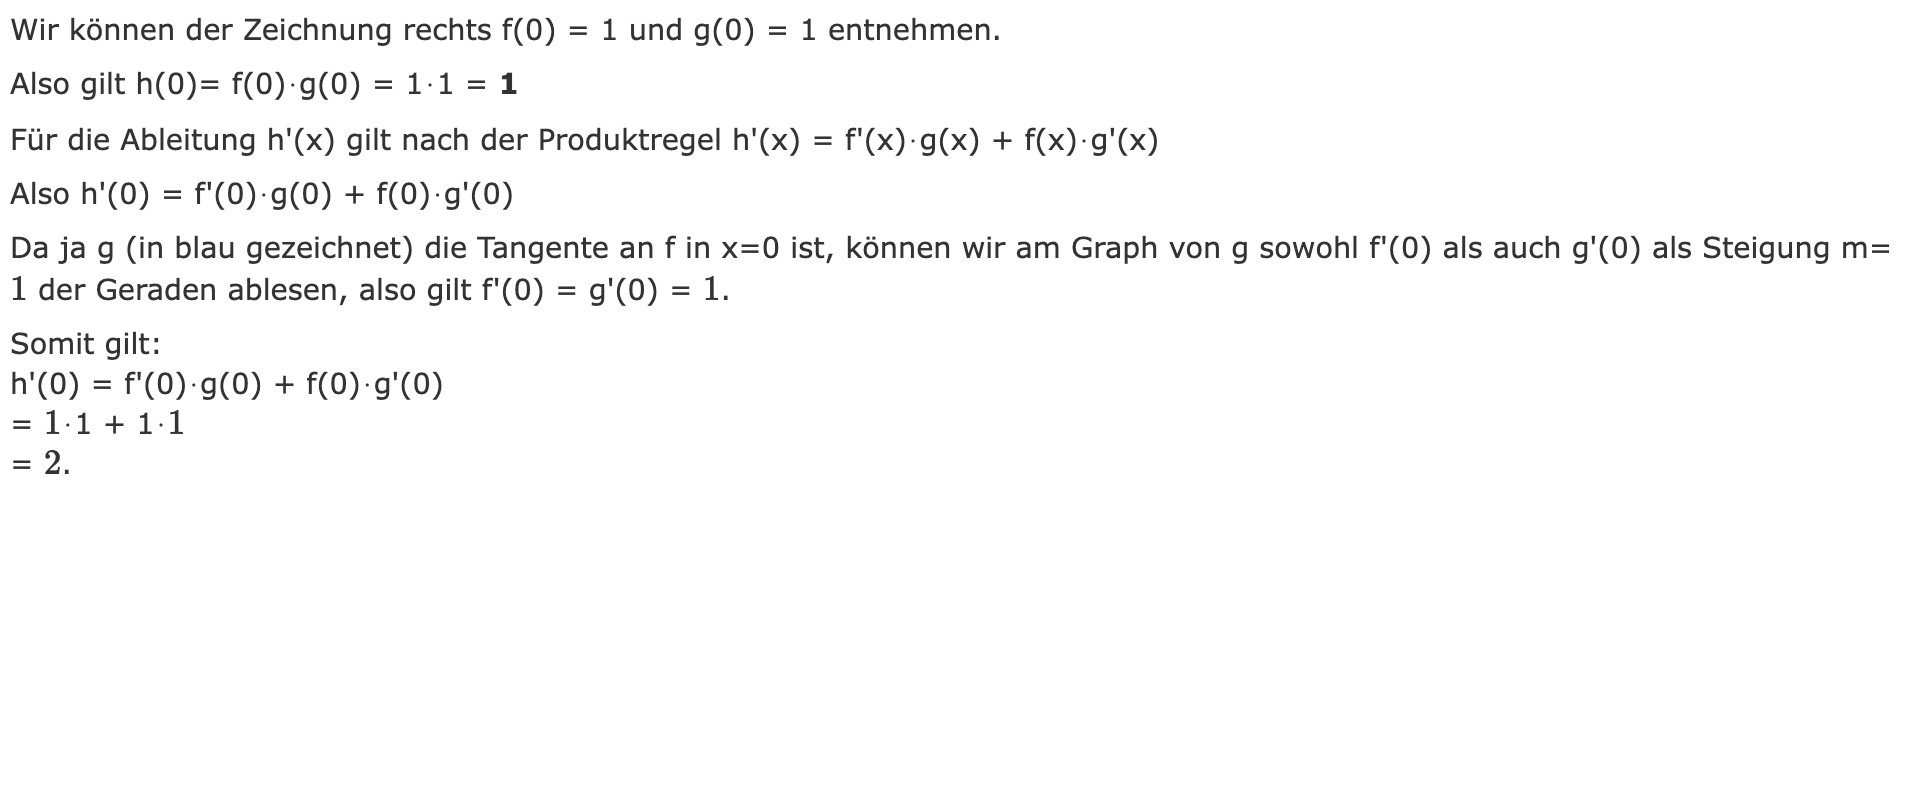 Wir können der Zeichnung rechts f(0) = 1 und g(0) = 1 entnehmen.
Also gilt h(0)= f(0)⋅g(0) = 1⋅1 = 1
Für die Ableitung h'(x) gilt nach der Produktregel h'(x) = f'(x)⋅g(x) + f(x)⋅g'(x)
Also h'(0) = f'(0)⋅g(0) + f(0)⋅g'(0)
Da ja g (in blau gezeichnet) die Tangente an f in x=0 ist, können wir am Graph von g sowohl f'(0) als auch g'(0) als Steigung m=
1 der Geraden ablesen, also gilt f'(0) = g'(0) = 1.
Somit gilt:
h'(0) = f'(0)⋅g(0) + f(0)⋅g'(0)
= 1⋅1 + 1⋅1
= 2.